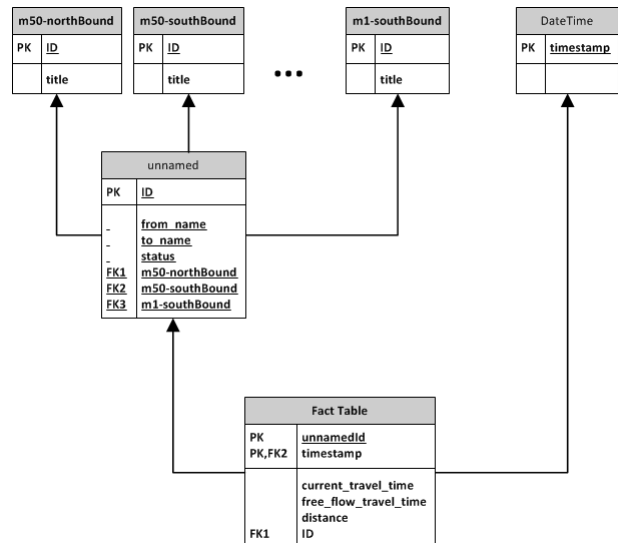 m50-northBound
PK ID
title
m50-southBound
PK ID
title
...
m1-southBound
PK ID
title
DateTime
PK timestamp
unnamed
PK ID
_ from_name
_ to_name
_ status
FK1 m50-northBound
FK2 m50-southBound
FK3 m1-southBound
Fact Table
PK unnamedId
PK,FK2 timestamp
current_travel_time
free_flow_travel_time
distance
FK1 ID